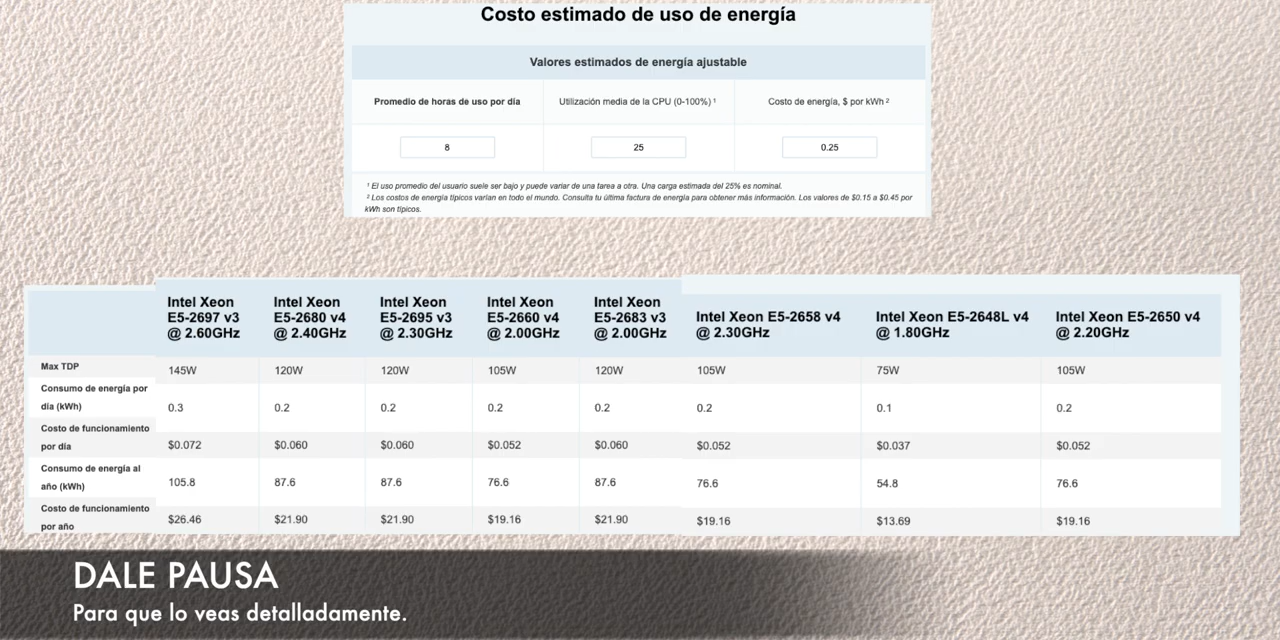 Costo estimado de uso de energía
Valores estimados de energía ajustable
Promedio de horas de uso por día Utilización media de la CPU (0-100%) ¹ Costo de energía, $ por kWh ²
8 25 0.25
¹ El uso promedio del usuario suele ser bajo y puede variar de una tarea a otra. Una carga estimada del 25% es nominal.
² Los costos de energía típicos varían en todo el mundo. Consulta tu última factura de energía para obtener más información. Los valores de $0.15 a $0.45 por
kWh son típicos.
Intel Xeon Intel Xeon Intel Xeon Intel Xeon Intel Xeon
E5-2697 v3 E5-2680 v4 E5-2695 v3 E5-2660 v4 E5-2683 v3 Intel Xeon E5-2658 v4 Intel Xeon E5-2648L v4 Intel Xeon E5-2650 v4
@ 2.60GHz @ 2.40GHz @ 2.30GHz @ 2.00GHz @ 2.00GHz @ 2.30GHz @ 1.80GHz @ 2.20GHz
Max TDP 145W 120W 120W 105W 120W 105W 75W 105W
Consumo de energía por
día (kWh) 0.3 0.2 0.2 0.2 0.2 0.2 0.1 0.2
Costo de funcionamiento
por día $0.072 $0.060 $0.060 $0.052 $0.060 $0.052 $0.037 $0.052
Consumo de energía al
año (kWh) 105.8 87.6 87.6 76.6 87.6 76.6 54.8 76.6
Costo de funcionamiento
por año $26.46 $21.90 $21.90 $19.16 $21.90 $19.16 $13.69 $19.16
DALE PAUSA
Para que lo veas detalladamente.